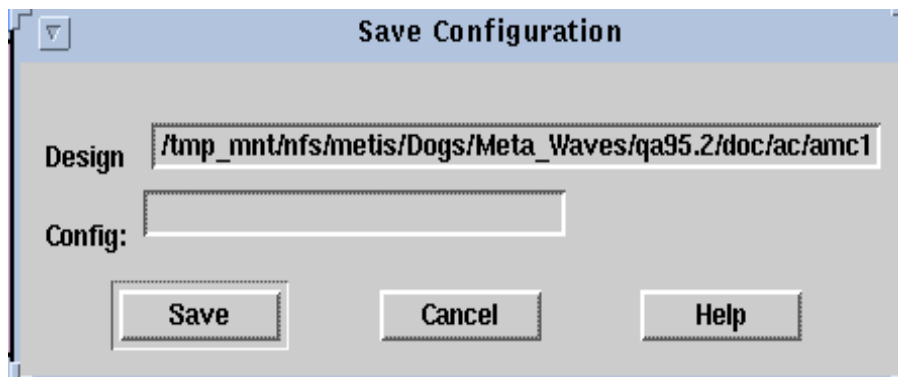 Save Configuration
Design /tmp_mnt/nfs/metis/Dogs/Meta_Waves/qa95.2/doc/ac/amc1
Config:
Save Cancel Help